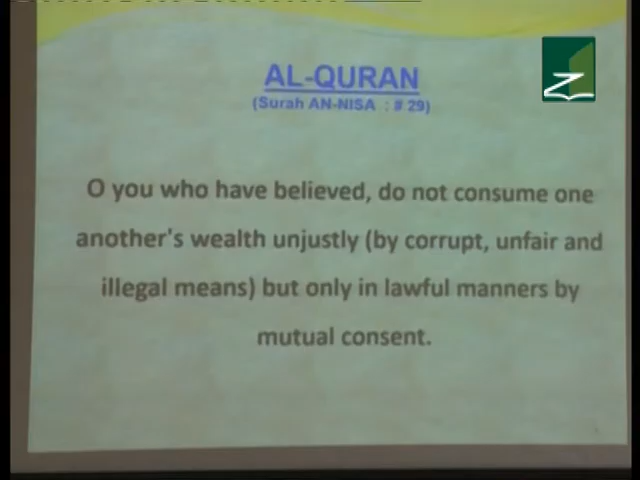 AL-QURAN
(Surah AN-NISA : # 29)
O you who have believed, do not consume one
another's wealth unjustly (by corrupt, unfair and
illegal means) but only in lawful manners by
mutual consent.
Z